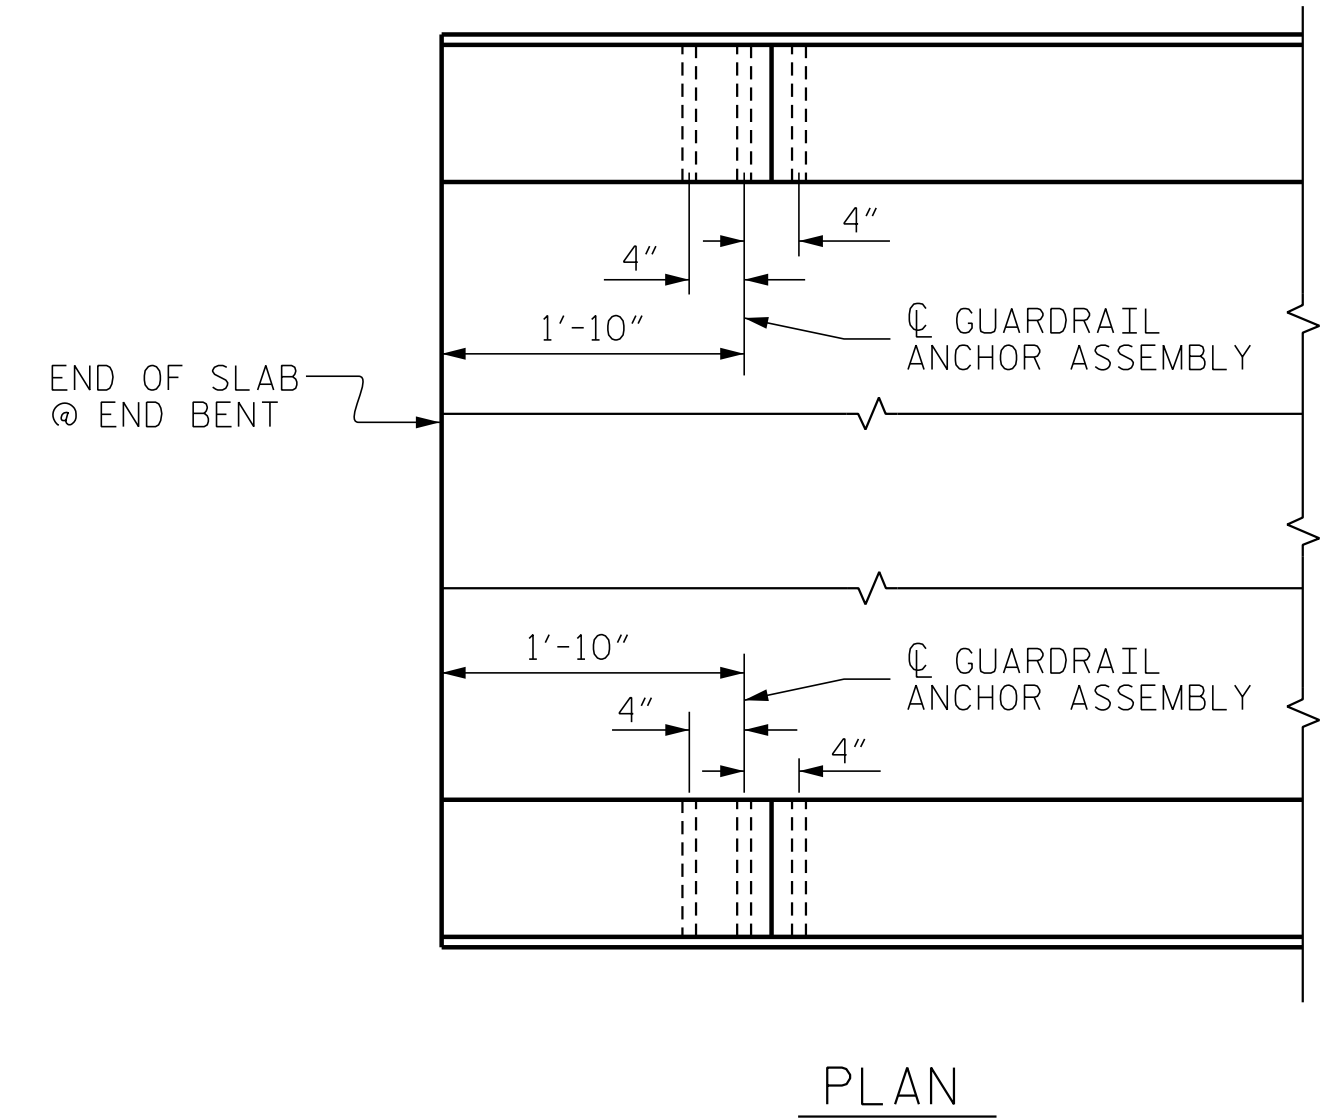 4"
4"
1'-10"
℄ GUARDRAIL
ANCHOR ASSEMBLY
END OF SLAB
@ END BENT
1'-10"
℄ GUARDRAIL
ANCHOR ASSEMBLY
4"
4"
PLAN